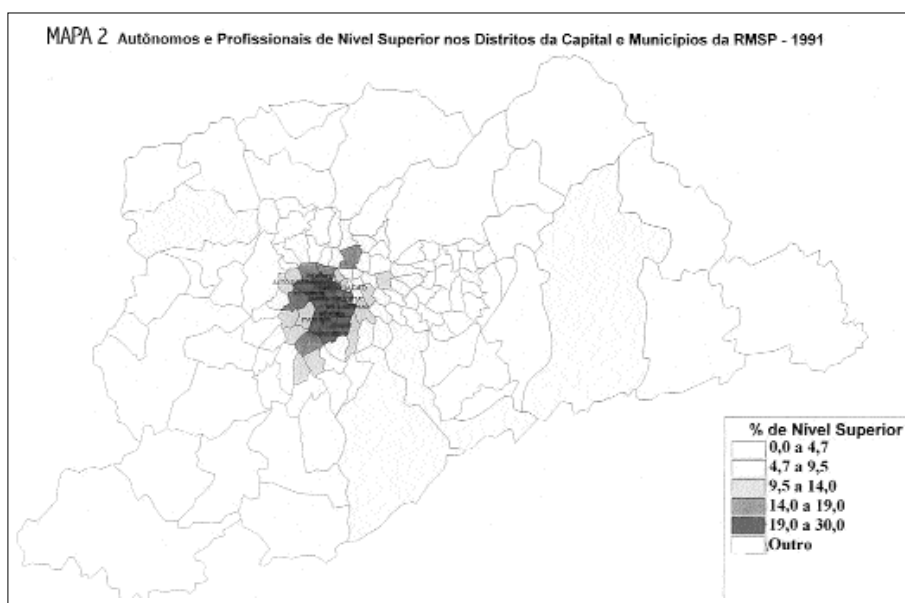 MAPA 2 Autônomos e Profissionais de Nível Superior nos Distritos da Capital e Municípios da RMSP - 1991
% de Nível Superior
0,0 a 4,7
4,7 a 9,5
9,5 a 14,0
14,0 a 19,0
19,0 a 30,0
Outro